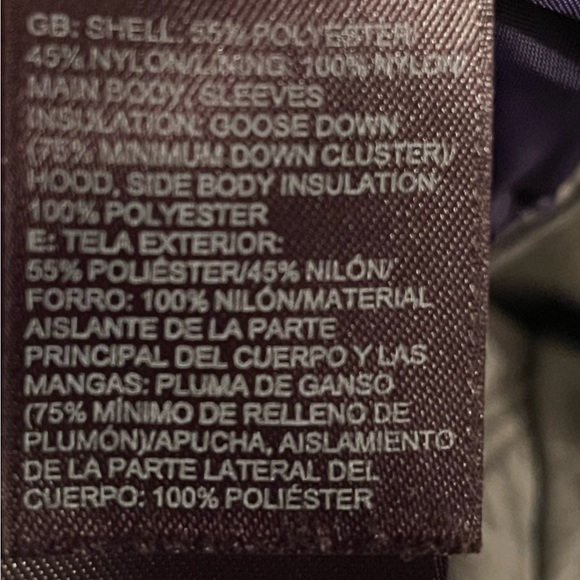 GB: SHELL: 55% POLYESTER/
45% NYLON/LINING: 100% NYLON/
MAIN BODY/SLEEVES
INSULATION: GOOSE DOWN
(75% MINIMUM DOWN CLUSTER)/
HOOD, SIDE BODY INSULATION:
100% POLYESTER
E: TELA EXTERIOR:
55% POLIÉSTER/45% NILÓN/
FORRO: 100% NILÓN/MATERIAL
AISLANTE DE LA PARTE
PRINCIPAL DEL CUERPO Y LAS
MANGAS: PLUMA DE GANSO
(75% MÍNIMO DE RELLENO DE
PLUMÓN)/APUCHA, AISLAMIENTO
DE LA PARTE LATERAL DEL
CUERPO: 100% POLIÉSTER